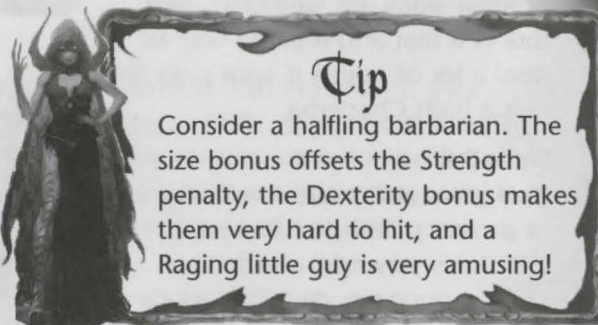 Tip
Consider a halfling barbarian. The
size bonus offsets the Strength
penalty, the Dexterity bonus makes
them very hard to hit, and a
Raging little guy is very amusing!